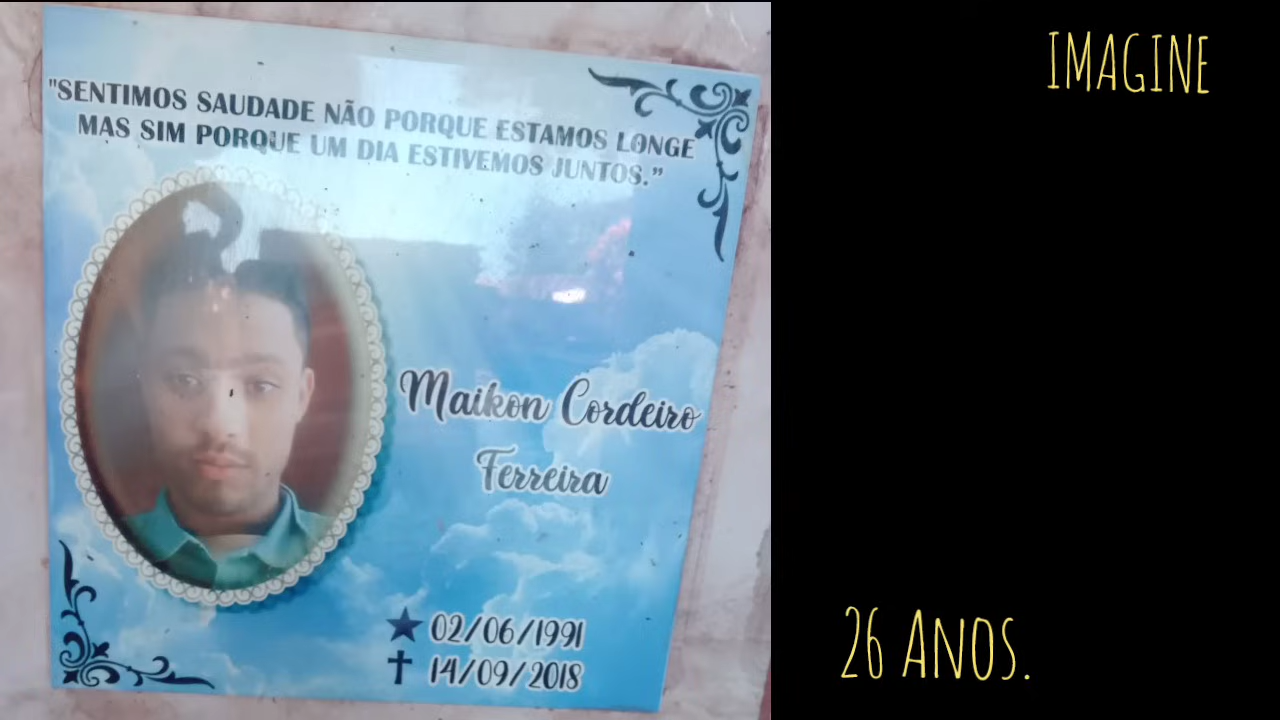 "SENTIMOS SAUDADE NÃO PORQUE ESTAMOS LONGE
MAS SIM PORQUE UM DIA ESTIVEMOS JUNTOS.”
Maikon Cordeiro
Ferreira
★ 02/06/1991
✝ 14/09/2018
IMAGINE
26 ANOS.